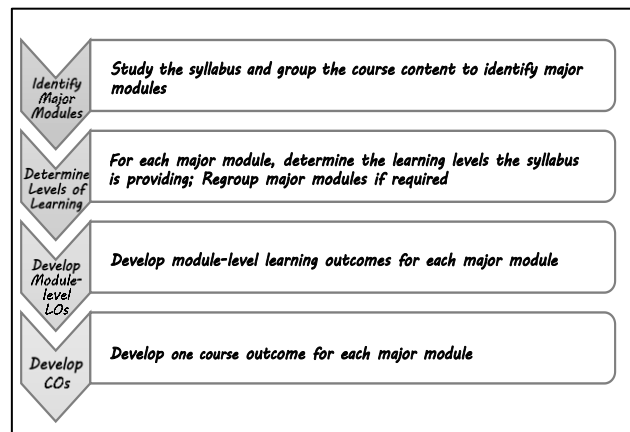 Identify
Major
Modules
Study the syllabus and group the course content to identify major
modules
Determine
Levels of
Learning
For each major module, determine the learning levels the syllabus
is providing; Regroup major modules if required
Develop
Module-
level
LOs
Develop module-level learning outcomes for each major module
Develop
COs
Develop one course outcome for each major module